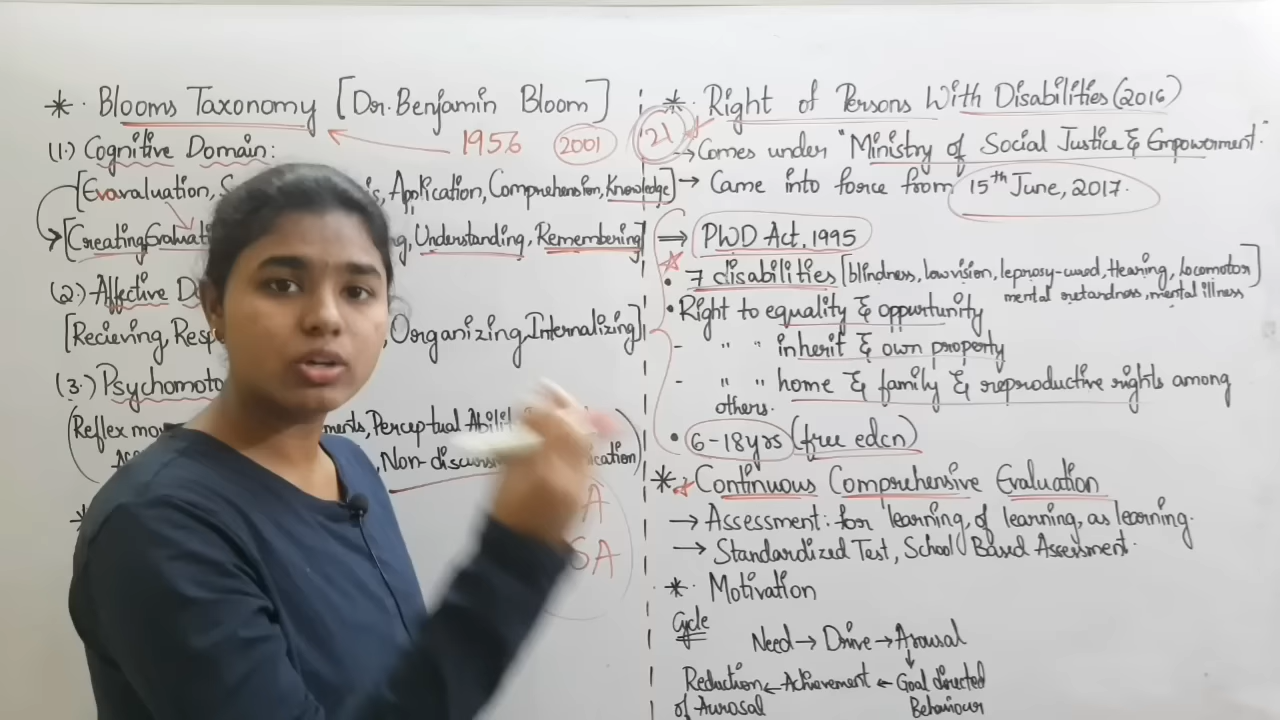 * Blooms Taxonomy [Dr. Benjamin Bloom]
1956 2001
(1.) Cognitive Domain:
[Evavaluation, Application, Comprehension, Knowledge]
[Creating Evaluati Understanding, Remembering]
(2.) Affective D
[Recieving, Resp Organizing, Internalizing]
(3.) Psychomoto
(Reflex mo ments, Perceptual Abilit
Non-discursi ication)
*
A
SA
21
* Right of Persons With Disabilities (2016)
→ Comes under "Ministry of Social Justice & Empowerment."
→ Came into force from 15th June, 2017.
⇒ PWD Act, 1995
• 7 disabilities [blindness, low vision, leprosy-cured, Hearing, Locomotor]
mental retardness, mental illness
• Right to equality & oppurtunity
- " " inherit & own property
- " " home & family & reproductive rights among
others.
• 6-18yrs (free edcn)
* Continuous Comprehensive Evaluation
→ Assessment: for learning, of learning, as learning.
→ Standardized Test, School Based Assessment.
* Motivation
Cycle
Need → Drive → Arousal
↓
Reduction ← Achievement ← Goal directed
of Aurosal Behaviour